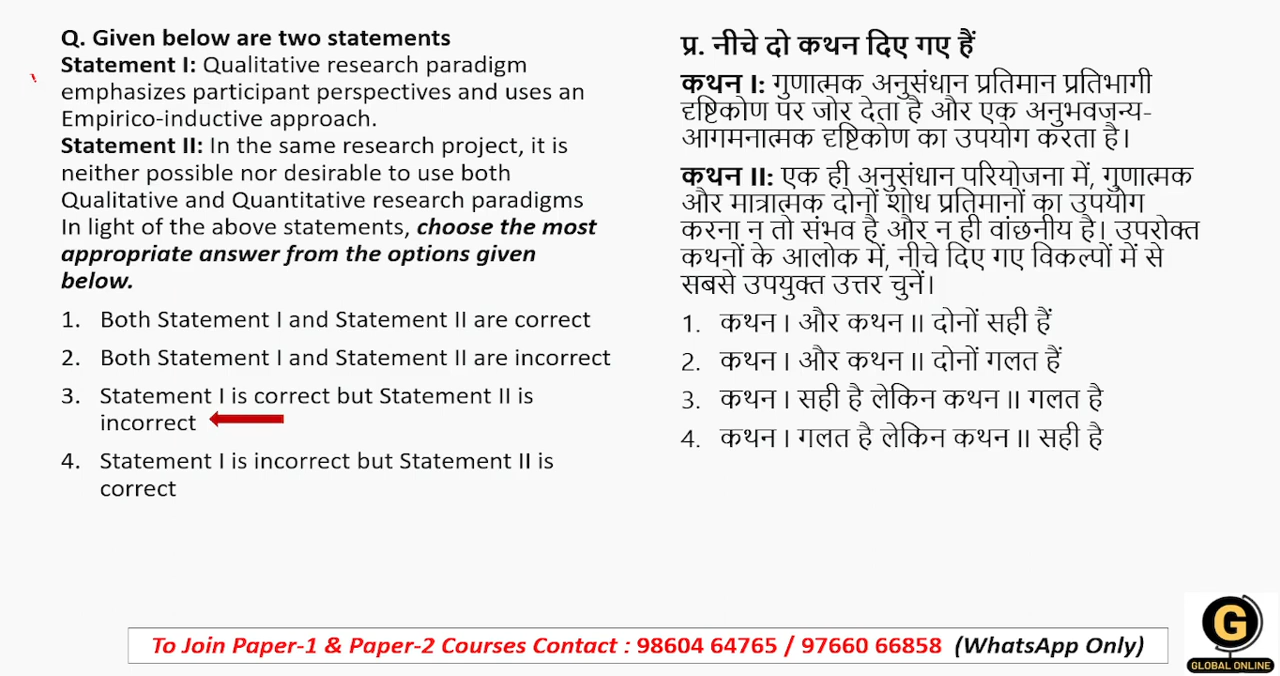 Q. Given below are two statements
Statement I: Qualitative research paradigm
emphasizes participant perspectives and uses an
Empirico-inductive approach.
Statement II: In the same research project, it is
neither possible nor desirable to use both
Qualitative and Quantitative research paradigms
In light of the above statements, choose the most
appropriate answer from the options given
below.
1. Both Statement I and Statement II are correct
2. Both Statement I and Statement II are incorrect
3. Statement I is correct but Statement II is
incorrect
4. Statement I is incorrect but Statement II is
correct
प्र. नीचे दो कथन दिए गए हैं
कथन I: गुणात्मक अनुसंधान प्रतिमान प्रतिभागी
दृष्टिकोण पर जोर देता है और एक अनुभवजन्य-
आगमनात्मक दृष्टिकोण का उपयोग करता है।
कथन II: एक ही अनुसंधान परियोजना में, गुणात्मक
और मात्रात्मक दोनों शोध प्रतिमानों का उपयोग
करना न तो संभव है और न ही वांछनीय है। उपरोक्त
कथनों के आलोक में, नीचे दिए गए विकल्पों में से
सबसे उपयुक्त उत्तर चुनें।
1. कथन I और कथन II दोनों सही हैं
2. कथन I और कथन II दोनों गलत हैं
3. कथन I सही है लेकिन कथन II गलत है
4. कथन I गलत है लेकिन कथन II सही है
To Join Paper-1 & Paper-2 Courses Contact : 98604 64765 / 97660 66858 (WhatsApp Only)
G
GLOBAL ONLINE